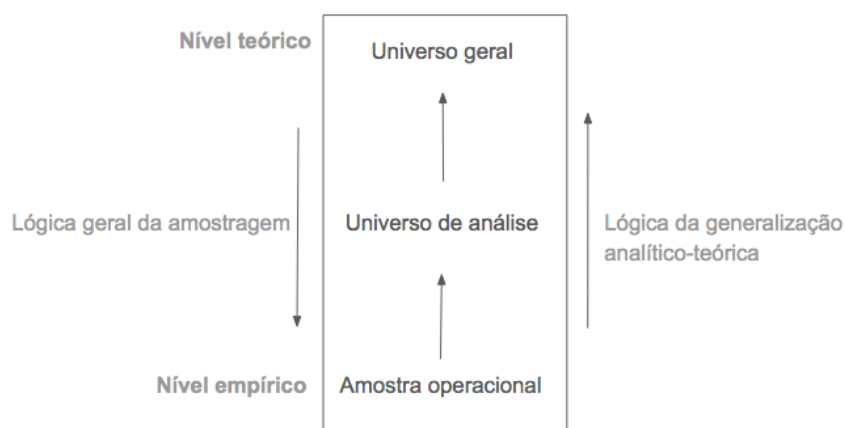 Nível teórico
Universo geral
Lógica geral da amostragem
Universo de análise
Lógica da generalização
analítico-teórica
Nível empírico
Amostra operacional